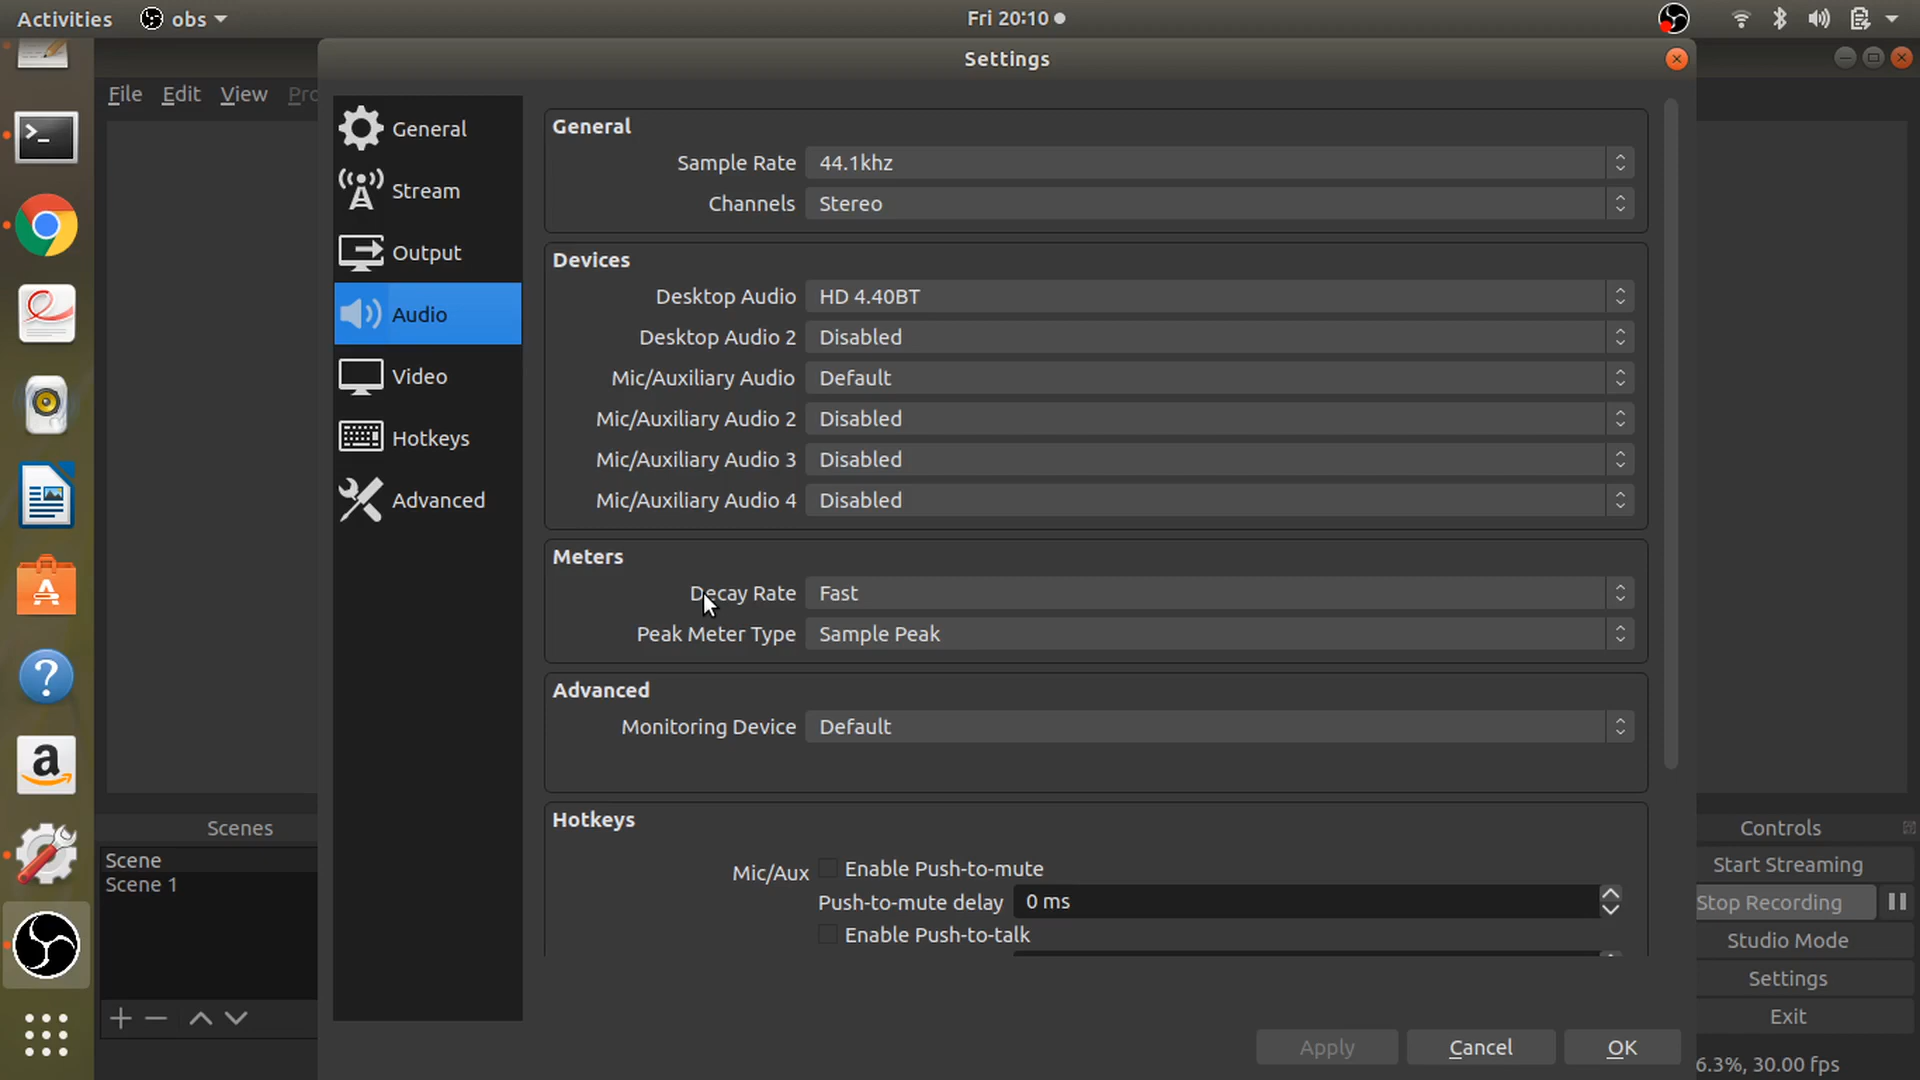 Activities
obs
Fri 20:10
Settings
File
Edit
View
General
Stream
Output
Audio
Video
Hotkeys
Advanced
General
Sample Rate 44.1khz
Channels Stereo
Devices
Desktop Audio HD 4.40BT
Desktop Audio 2 Disabled
Mic/Auxiliary Audio Default
Mic/Auxiliary Audio 2 Disabled
Mic/Auxiliary Audio 3 Disabled
Mic/Auxiliary Audio 4 Disabled
Meters
Decay Rate Fast
Peak Meter Type Sample Peak
Advanced
Monitoring Device Default
Hotkeys
Mic/Aux Enable Push-to-mute
Push-to-mute delay 0 ms
Enable Push-to-talk
Apply
Cancel
OK
Scenes
Scene
Scene 1
Controls
Start Streaming
Stop Recording
Studio Mode
Settings
Exit
6.3%, 30.00 fps